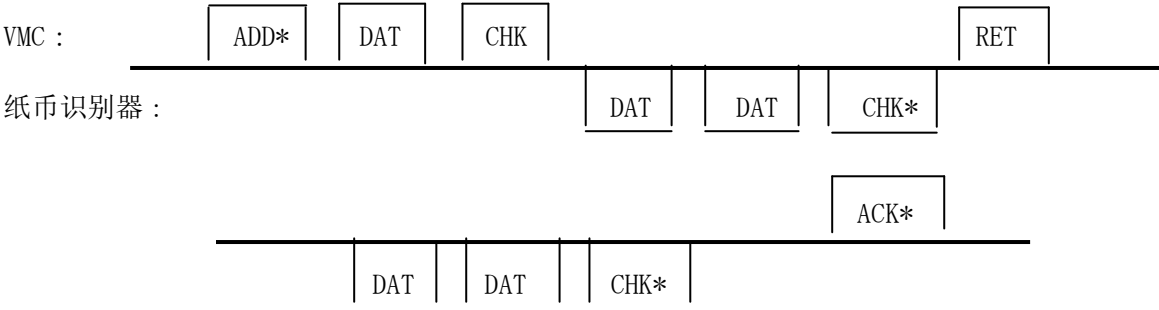 VMC： ADD* DAT CHK RET
纸币识别器： DAT DAT CHK*
ACK*
DAT DAT CHK*